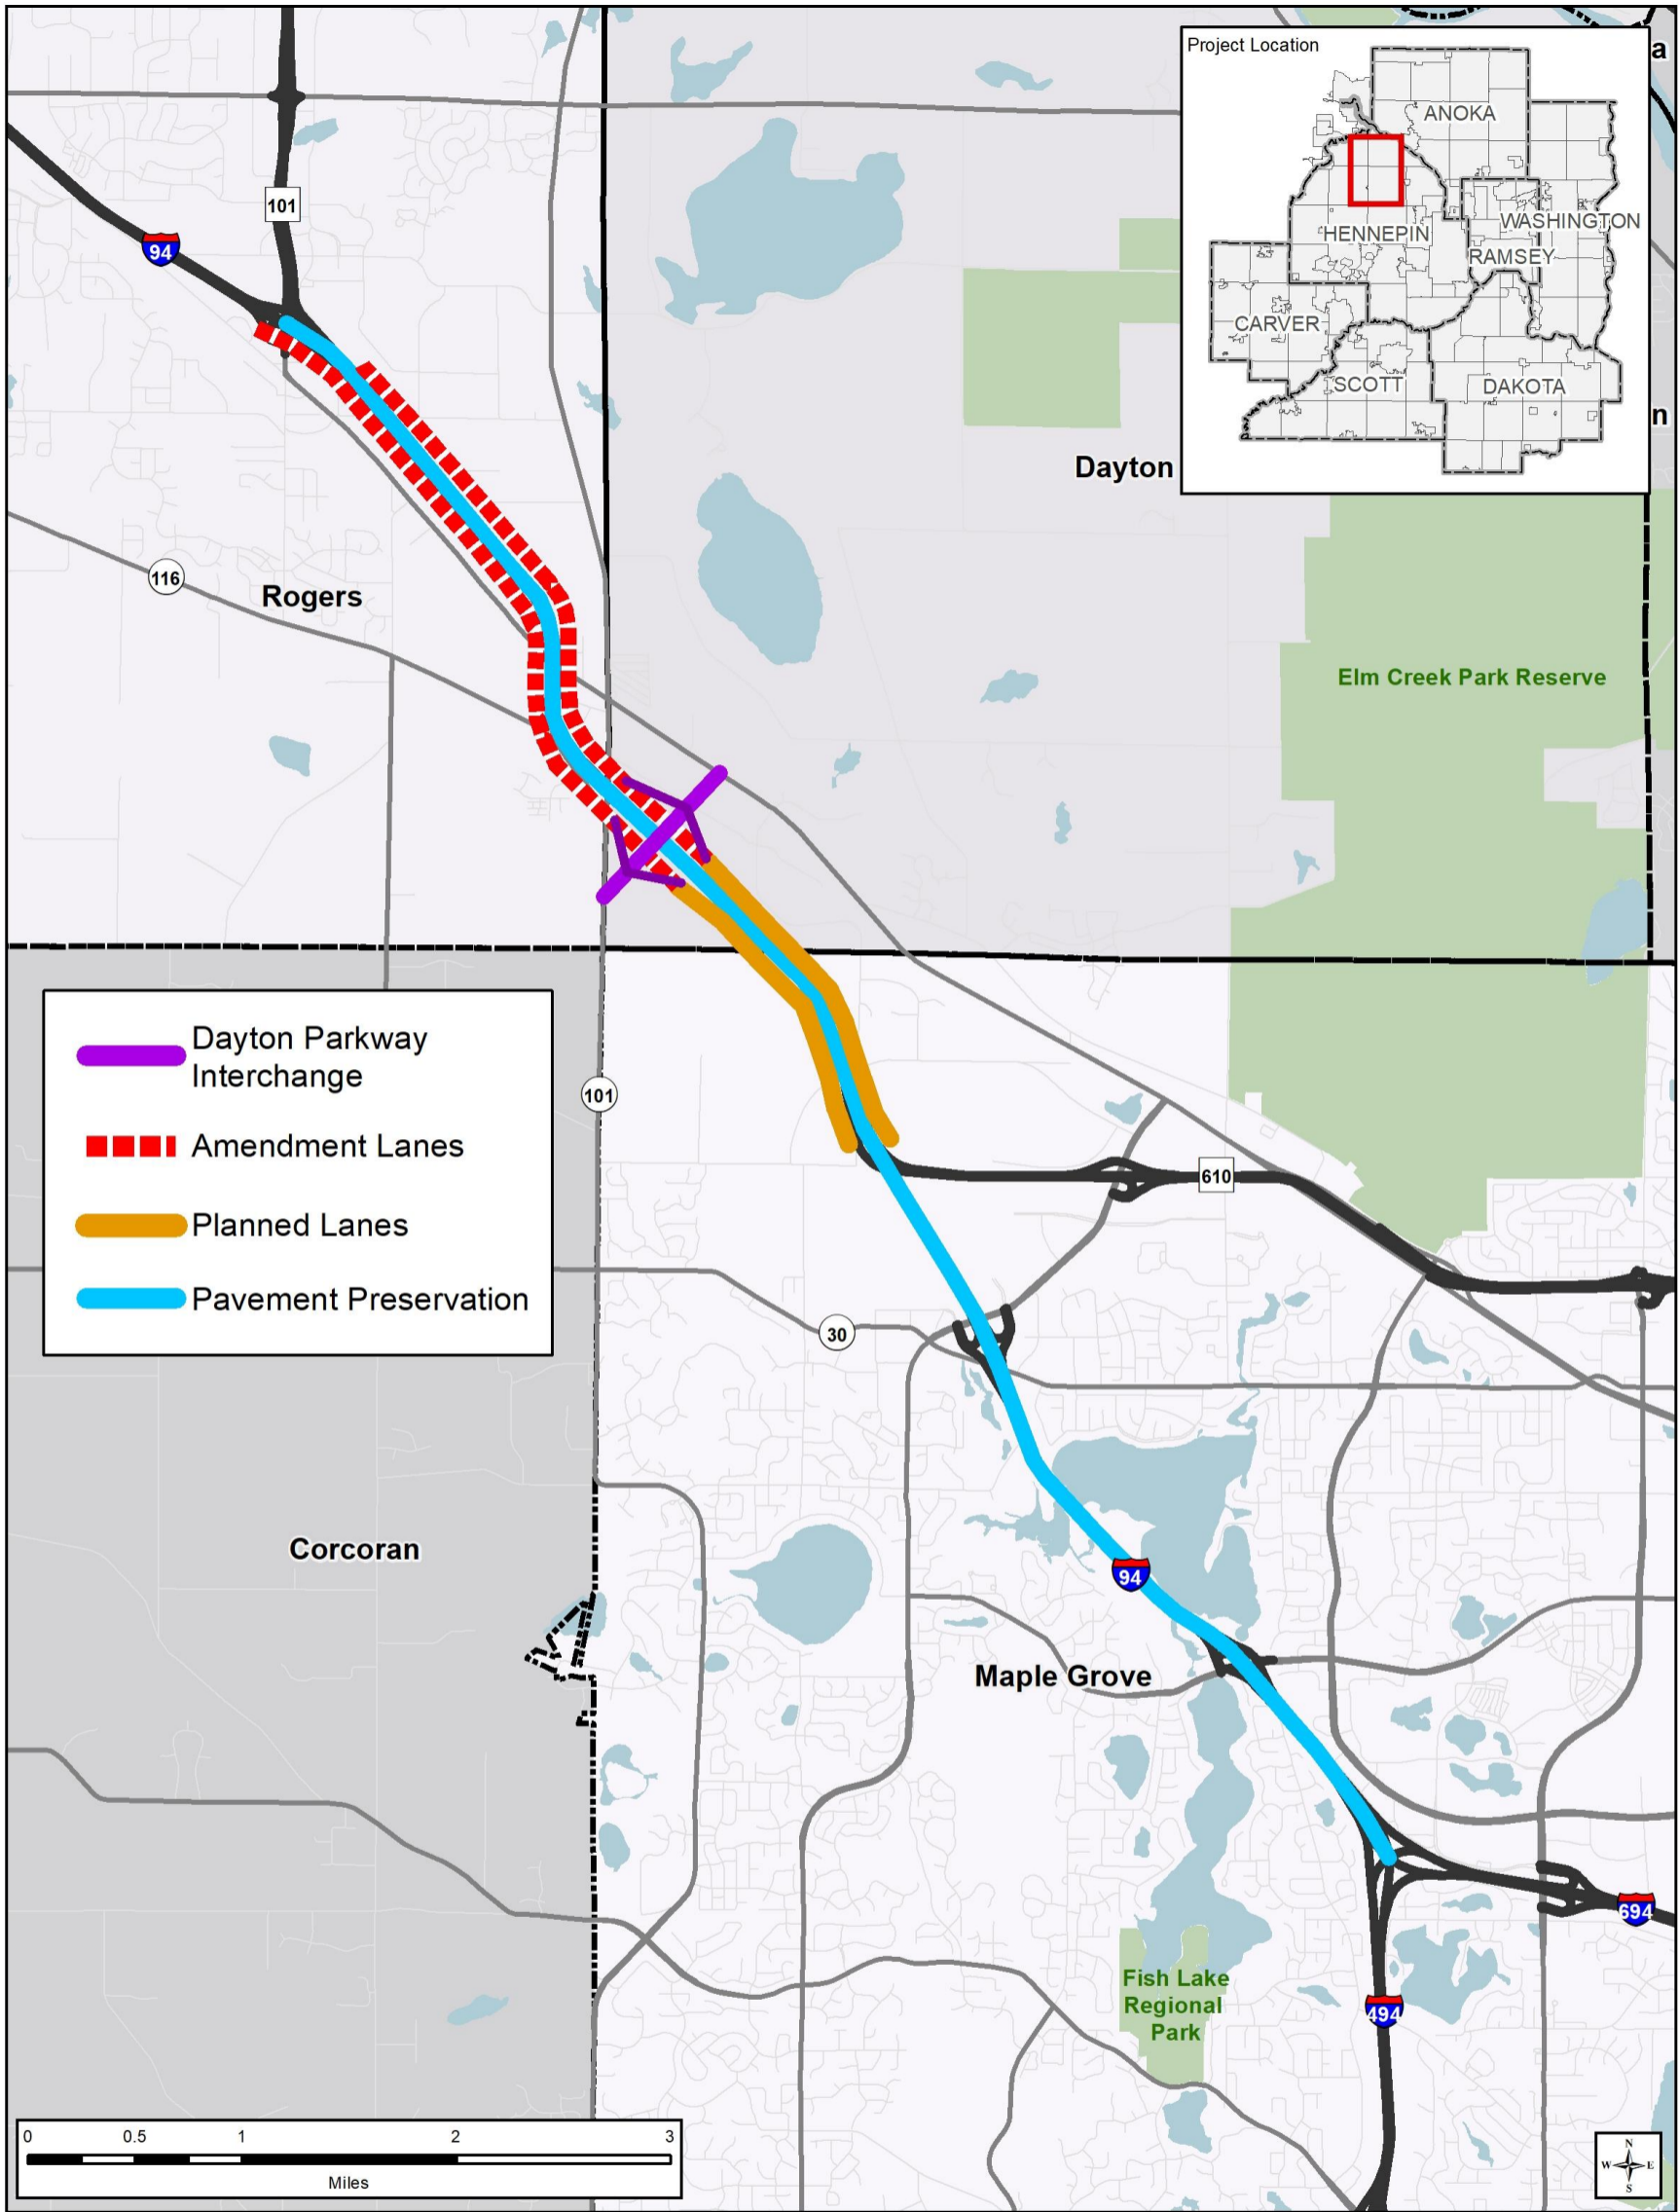 Project Location
a
ANOKA
HENNEPIN
WASHINGTON
RAMSEY
CARVER
SCOTT
DAKOTA
101
94
n
Dayton
116
Rogers
Elm Creek Park Reserve
Dayton Parkway
Interchange
Amendment Lanes
Planned Lanes
Pavement Preservation
101
610
30
Corcoran
94
Maple Grove
694
Fish Lake
Regional
Park
494
0 0.5 1 2 3
Miles
N
W E
S